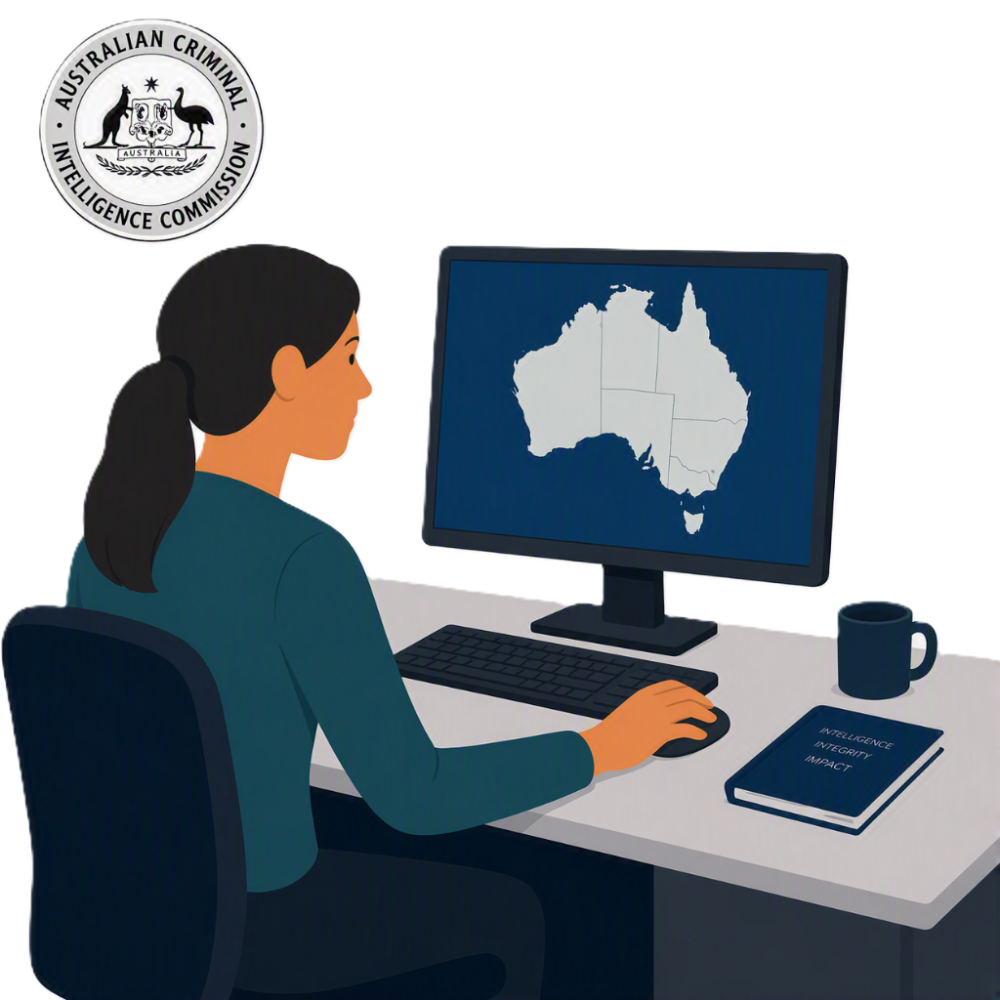 AUSTRALIAN CRIMINAL
INTELLIGENCE COMMISSION
AUSTRALIA
INTELLIGENCE
INTEGRITY
IMPACT